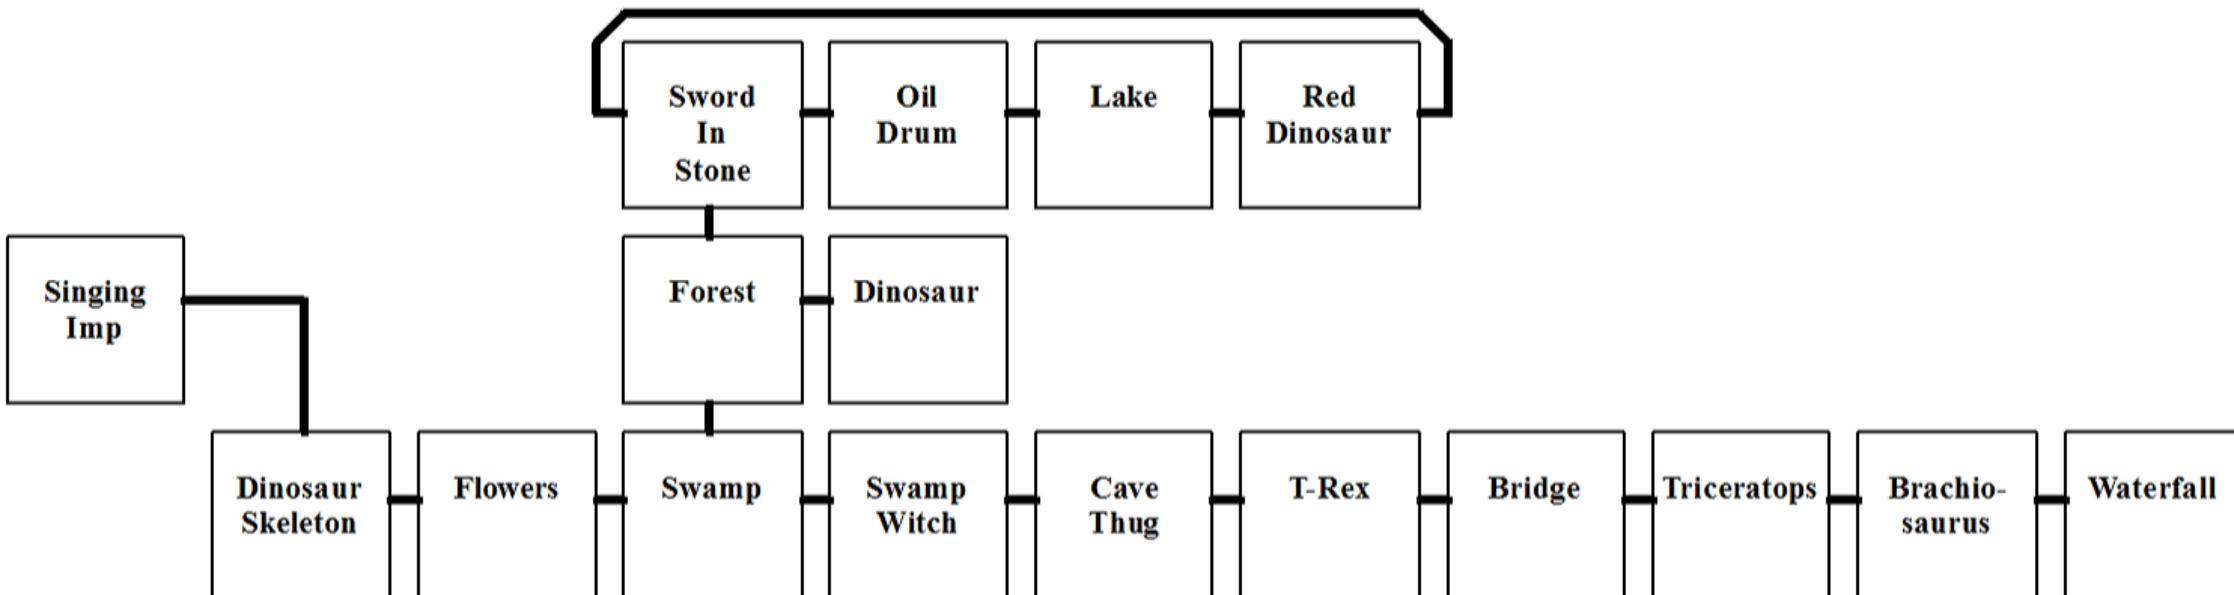 Sword
In
Stone
Oil
Drum
Lake
Red
Dinosaur
Singing
Imp
Forest
Dinosaur
Dinosaur
Skeleton
Flowers
Swamp
Swamp
Witch
Cave
Thug
T-Rex
Bridge
Triceratops
Brachio-
saurus
Waterfall